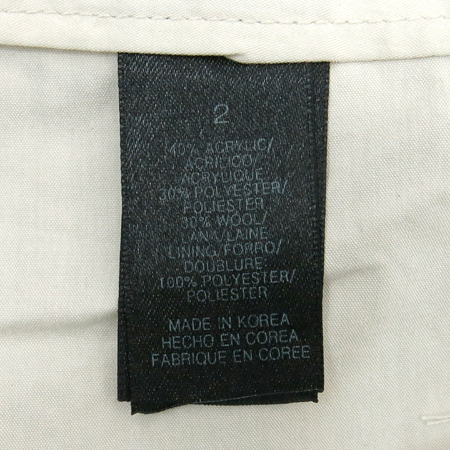 2
40% ACRYLIC/
ACRILICO/
ACRYLIQUE
30% POLYESTER/
POLIESTER
30% WOOL/
LANA/LAINE
LINING/FORRO/
DOUBLURE:
100% POLYESTER/
POLIESTER
MADE IN KOREA
HECHO EN COREA
FABRIQUE EN COREE